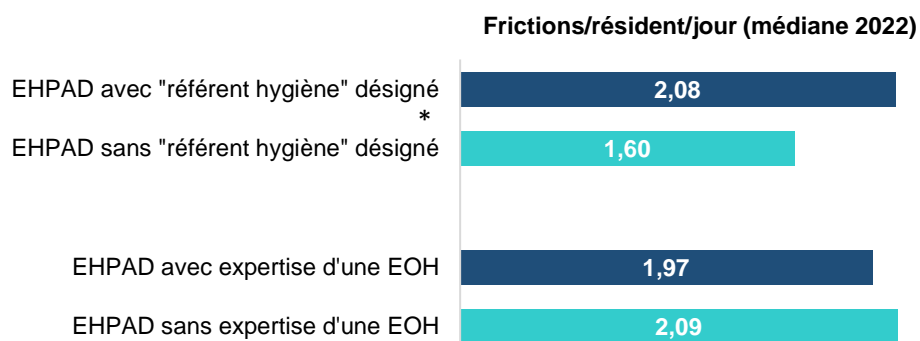 Frictions/résident/jour (médiane 2022)
EHPAD avec "référent hygiène" désigné 2,08
*
EHPAD sans "référent hygiène" désigné 1,60
EHPAD avec expertise d'une EOH 1,97
EHPAD sans expertise d'une EOH 2,09